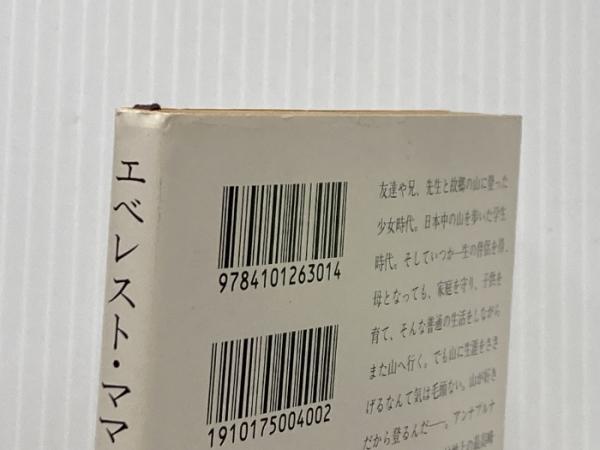 エベレスト・ママ
9784101263014
1910175004002
友達や兄、先生と故郷の山に登った
少女時代。日本中の山を歩いた学生
時代。そしていつか一生の伴侶を得、
母となっても、家庭を守り、子供を
育て、そんな普通の生活をしながら
また山へ行く。でも山に生涯をささ
げるなんて気は毛頭ない。山が好き
だから登るんだ──。アンナプルナ
の最高峰